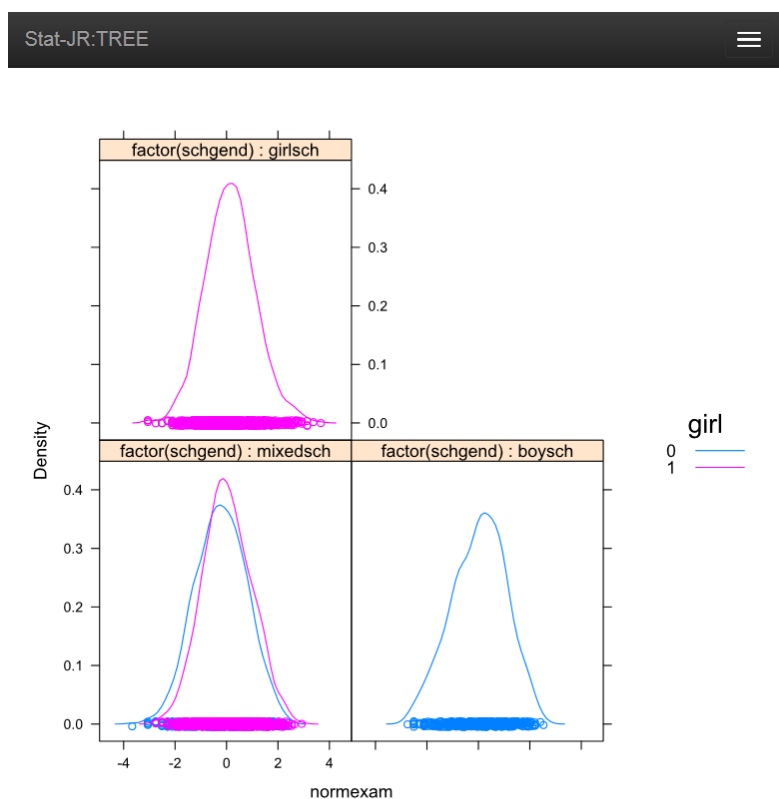 Stat-JR:TREE
factor(schgend) : girlsch
0.4
0.3
0.2
0.1
0.0
Density
factor(schgend) : mixedsch
factor(schgend) : boysch
0.4
0.3
0.2
0.1
0.0
-4 -2 0 2 4
normexam
girl
0
1